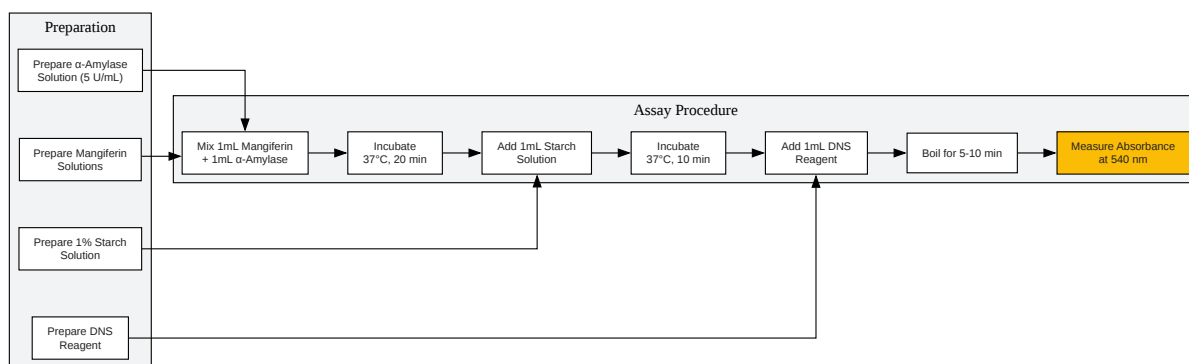 Preparation
Prepare α-Amylase
Solution (5 U/mL)
Prepare Mangiferin
Solutions
Prepare 1% Starch
Solution
Prepare DNS
Reagent
Assay Procedure
Mix 1mL Mangiferin
+ 1mL α-Amylase
Incubate
37°C, 20 min
Add 1mL Starch
Solution
Incubate
37°C, 10 min
Add 1mL DNS
Reagent
Boil for 5-10 min
Measure Absorbance
at 540 nm